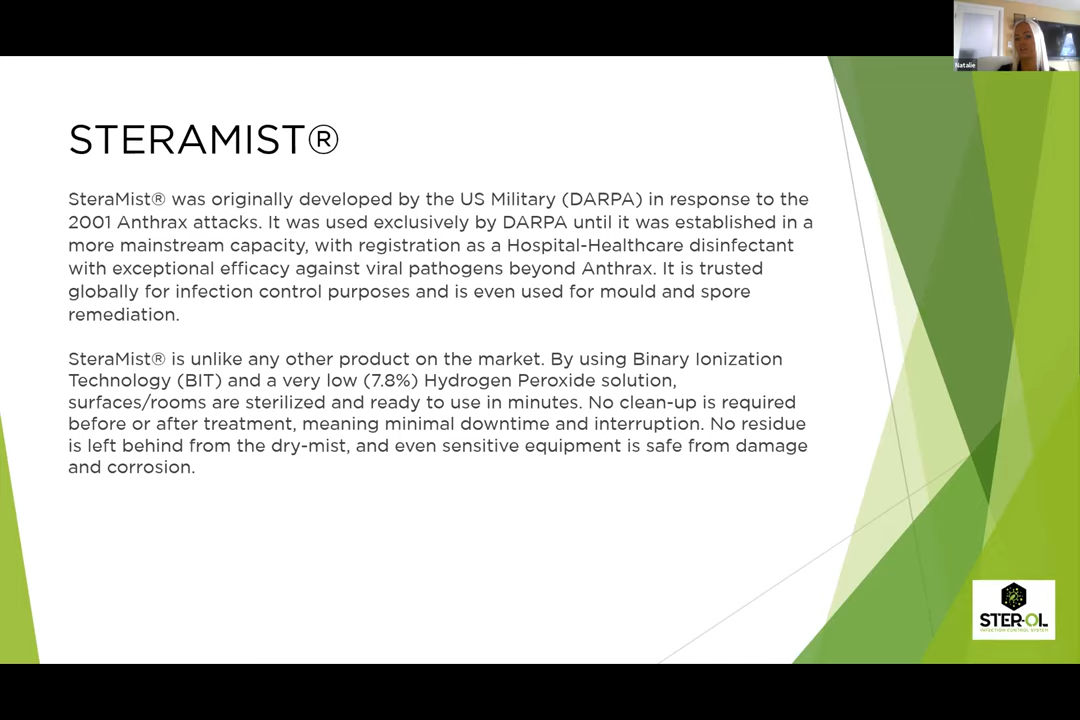 Natalie
STERAMIST®
SteraMist® was originally developed by the US Military (DARPA) in response to the
2001 Anthrax attacks. It was used exclusively by DARPA until it was established in a
more mainstream capacity, with registration as a Hospital-Healthcare disinfectant
with exceptional efficacy against viral pathogens beyond Anthrax. It is trusted
globally for infection control purposes and is even used for mould and spore
remediation.
SteraMist® is unlike any other product on the market. By using Binary Ionization
Technology (BIT) and a very low (7.8%) Hydrogen Peroxide solution,
surfaces/rooms are sterilized and ready to use in minutes. No clean-up is required
before or after treatment, meaning minimal downtime and interruption. No residue
is left behind from the dry-mist, and even sensitive equipment is safe from damage
and corrosion.
STER-OL
INFECTION CONTROL SYSTEM